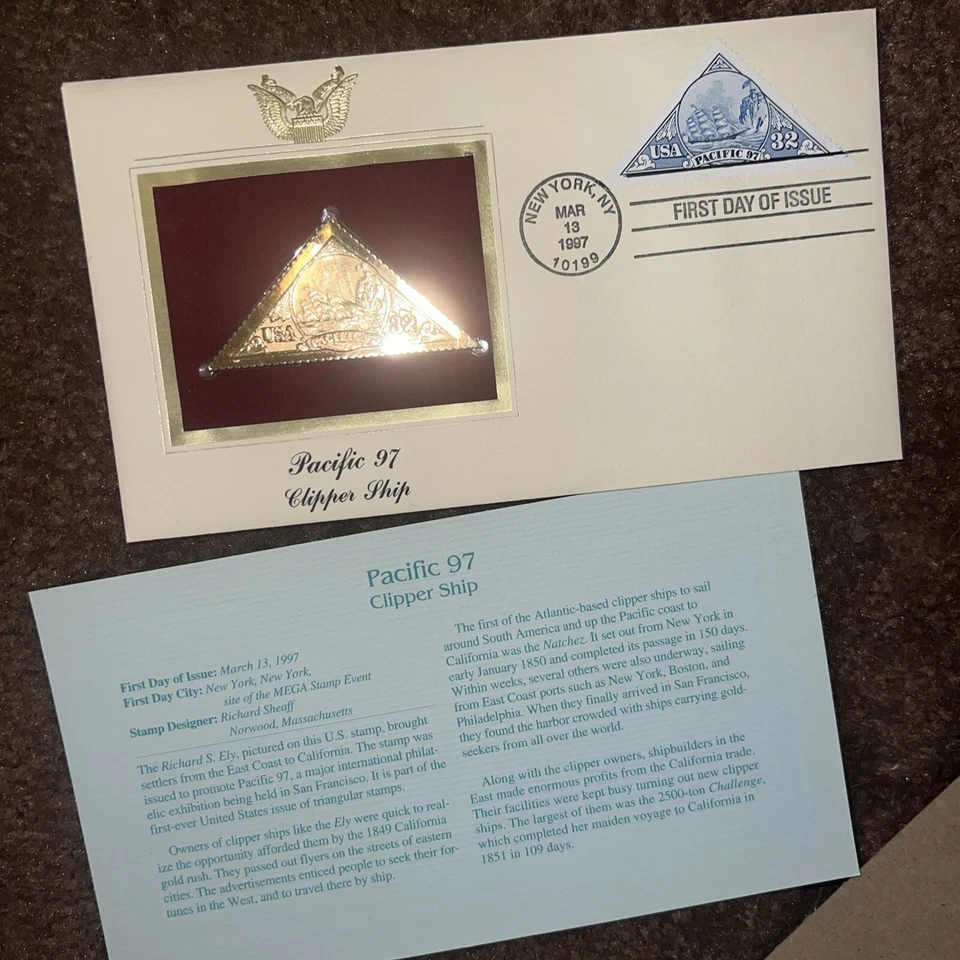 USA
32
PACIFIC 97
NEW YORK, NY
MAR
13
1997
10199
FIRST DAY OF ISSUE
USA
32
PACIFIC 97
Pacific 97
Clipper Ship
Pacific 97
Clipper Ship
First Day of Issue: March 13, 1997
First Day City: New York, New York,
site of the MEGA Stamp Event
Stamp Designer: Richard Sheaff
Norwood, Massachusetts
The Richard S. Ely, pictured on this U.S. stamp, brought
settlers from the East Coast to California. The stamp was
issued to promote Pacific 97, a major international philat-
elic exhibition being held in San Francisco. It is part of the
first-ever United States issue of triangular stamps.
Owners of clipper ships like the Ely were quick to real-
ize the opportunity afforded them by the 1849 California
gold rush. They passed out flyers on the streets of eastern
cities. The advertisements enticed people to seek their for-
tunes in the West, and to travel there by ship.
The first of the Atlantic-based clipper ships to sail
around South America and up the Pacific coast to
California was the Natchez. It set out from New York in
early January 1850 and completed its passage in 150 days.
Within weeks, several others were also underway, sailing
from East Coast ports such as New York, Boston, and
Philadelphia. When they finally arrived in San Francisco,
they found the harbor crowded with ships carrying gold-
seekers from all over the world.
Along with the clipper owners, shipbuilders in the
East made enormous profits from the California trade.
Their facilities were kept busy turning out new clipper
ships. The largest of them was the 2500-ton Challenge,
which completed her maiden voyage to California in
1851 in 109 days.